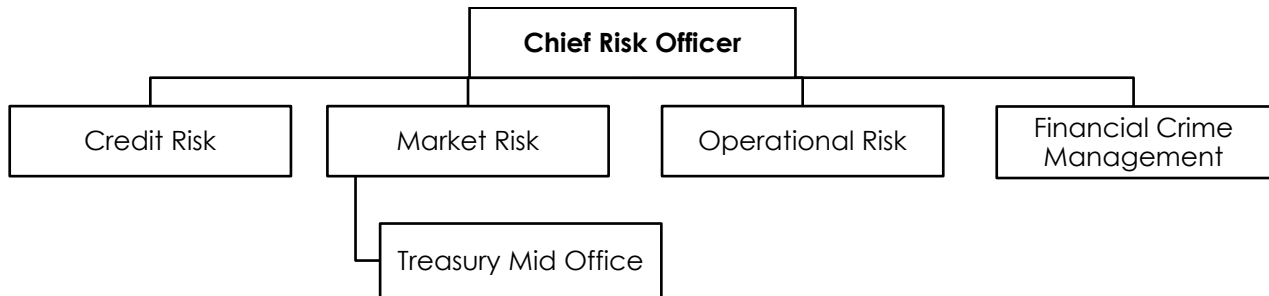 Chief Risk Officer
Credit Risk
Market Risk
Operational Risk
Financial Crime
Management
Treasury Mid Office